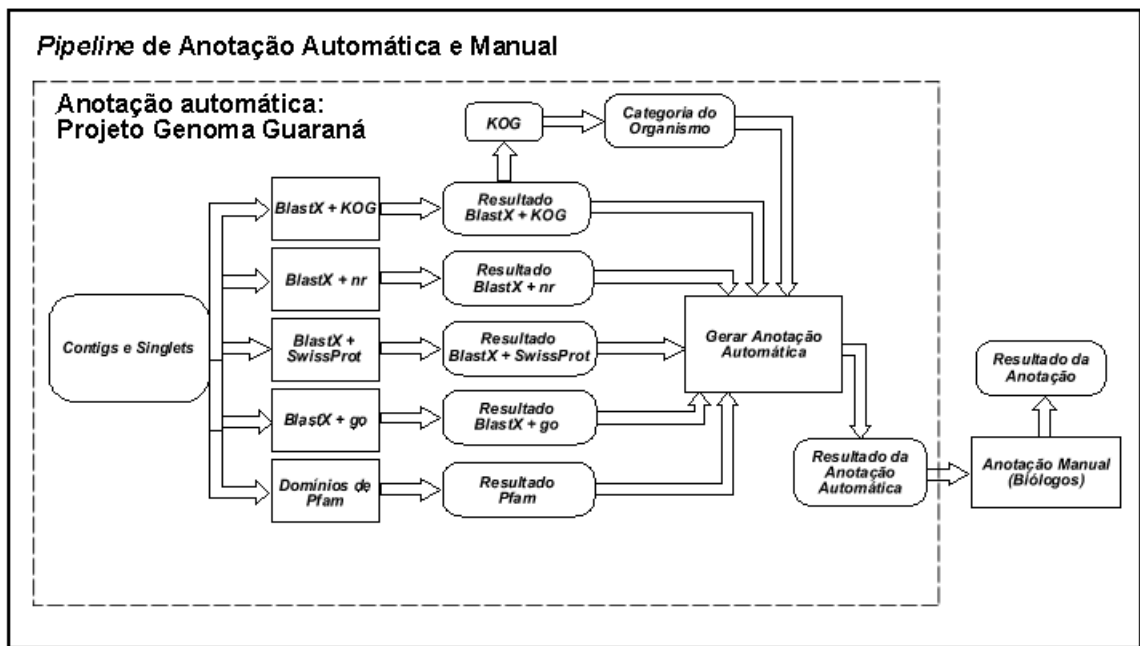 Pipeline de Anotação Automática e Manual
Anotação automática:
Projeto Genoma Guaraná
KOG
Categoria do
Organismo
BlastX + KOG
Resultado
BlastX + KOG
BlastX + nr
Resultado
BlastX + nr
Contigs e Singlets
BlastX +
SwissProt
Resultado
BlastX + SwissProt
Gerar Anotação
Automática
Resultado da
Anotação
BlastX + go
Resultado
BlastX + go
Domínios de
Pfam
Resultado
Pfam
Resultado da
Anotação
Automática
Anotação Manual
(Biólogos)